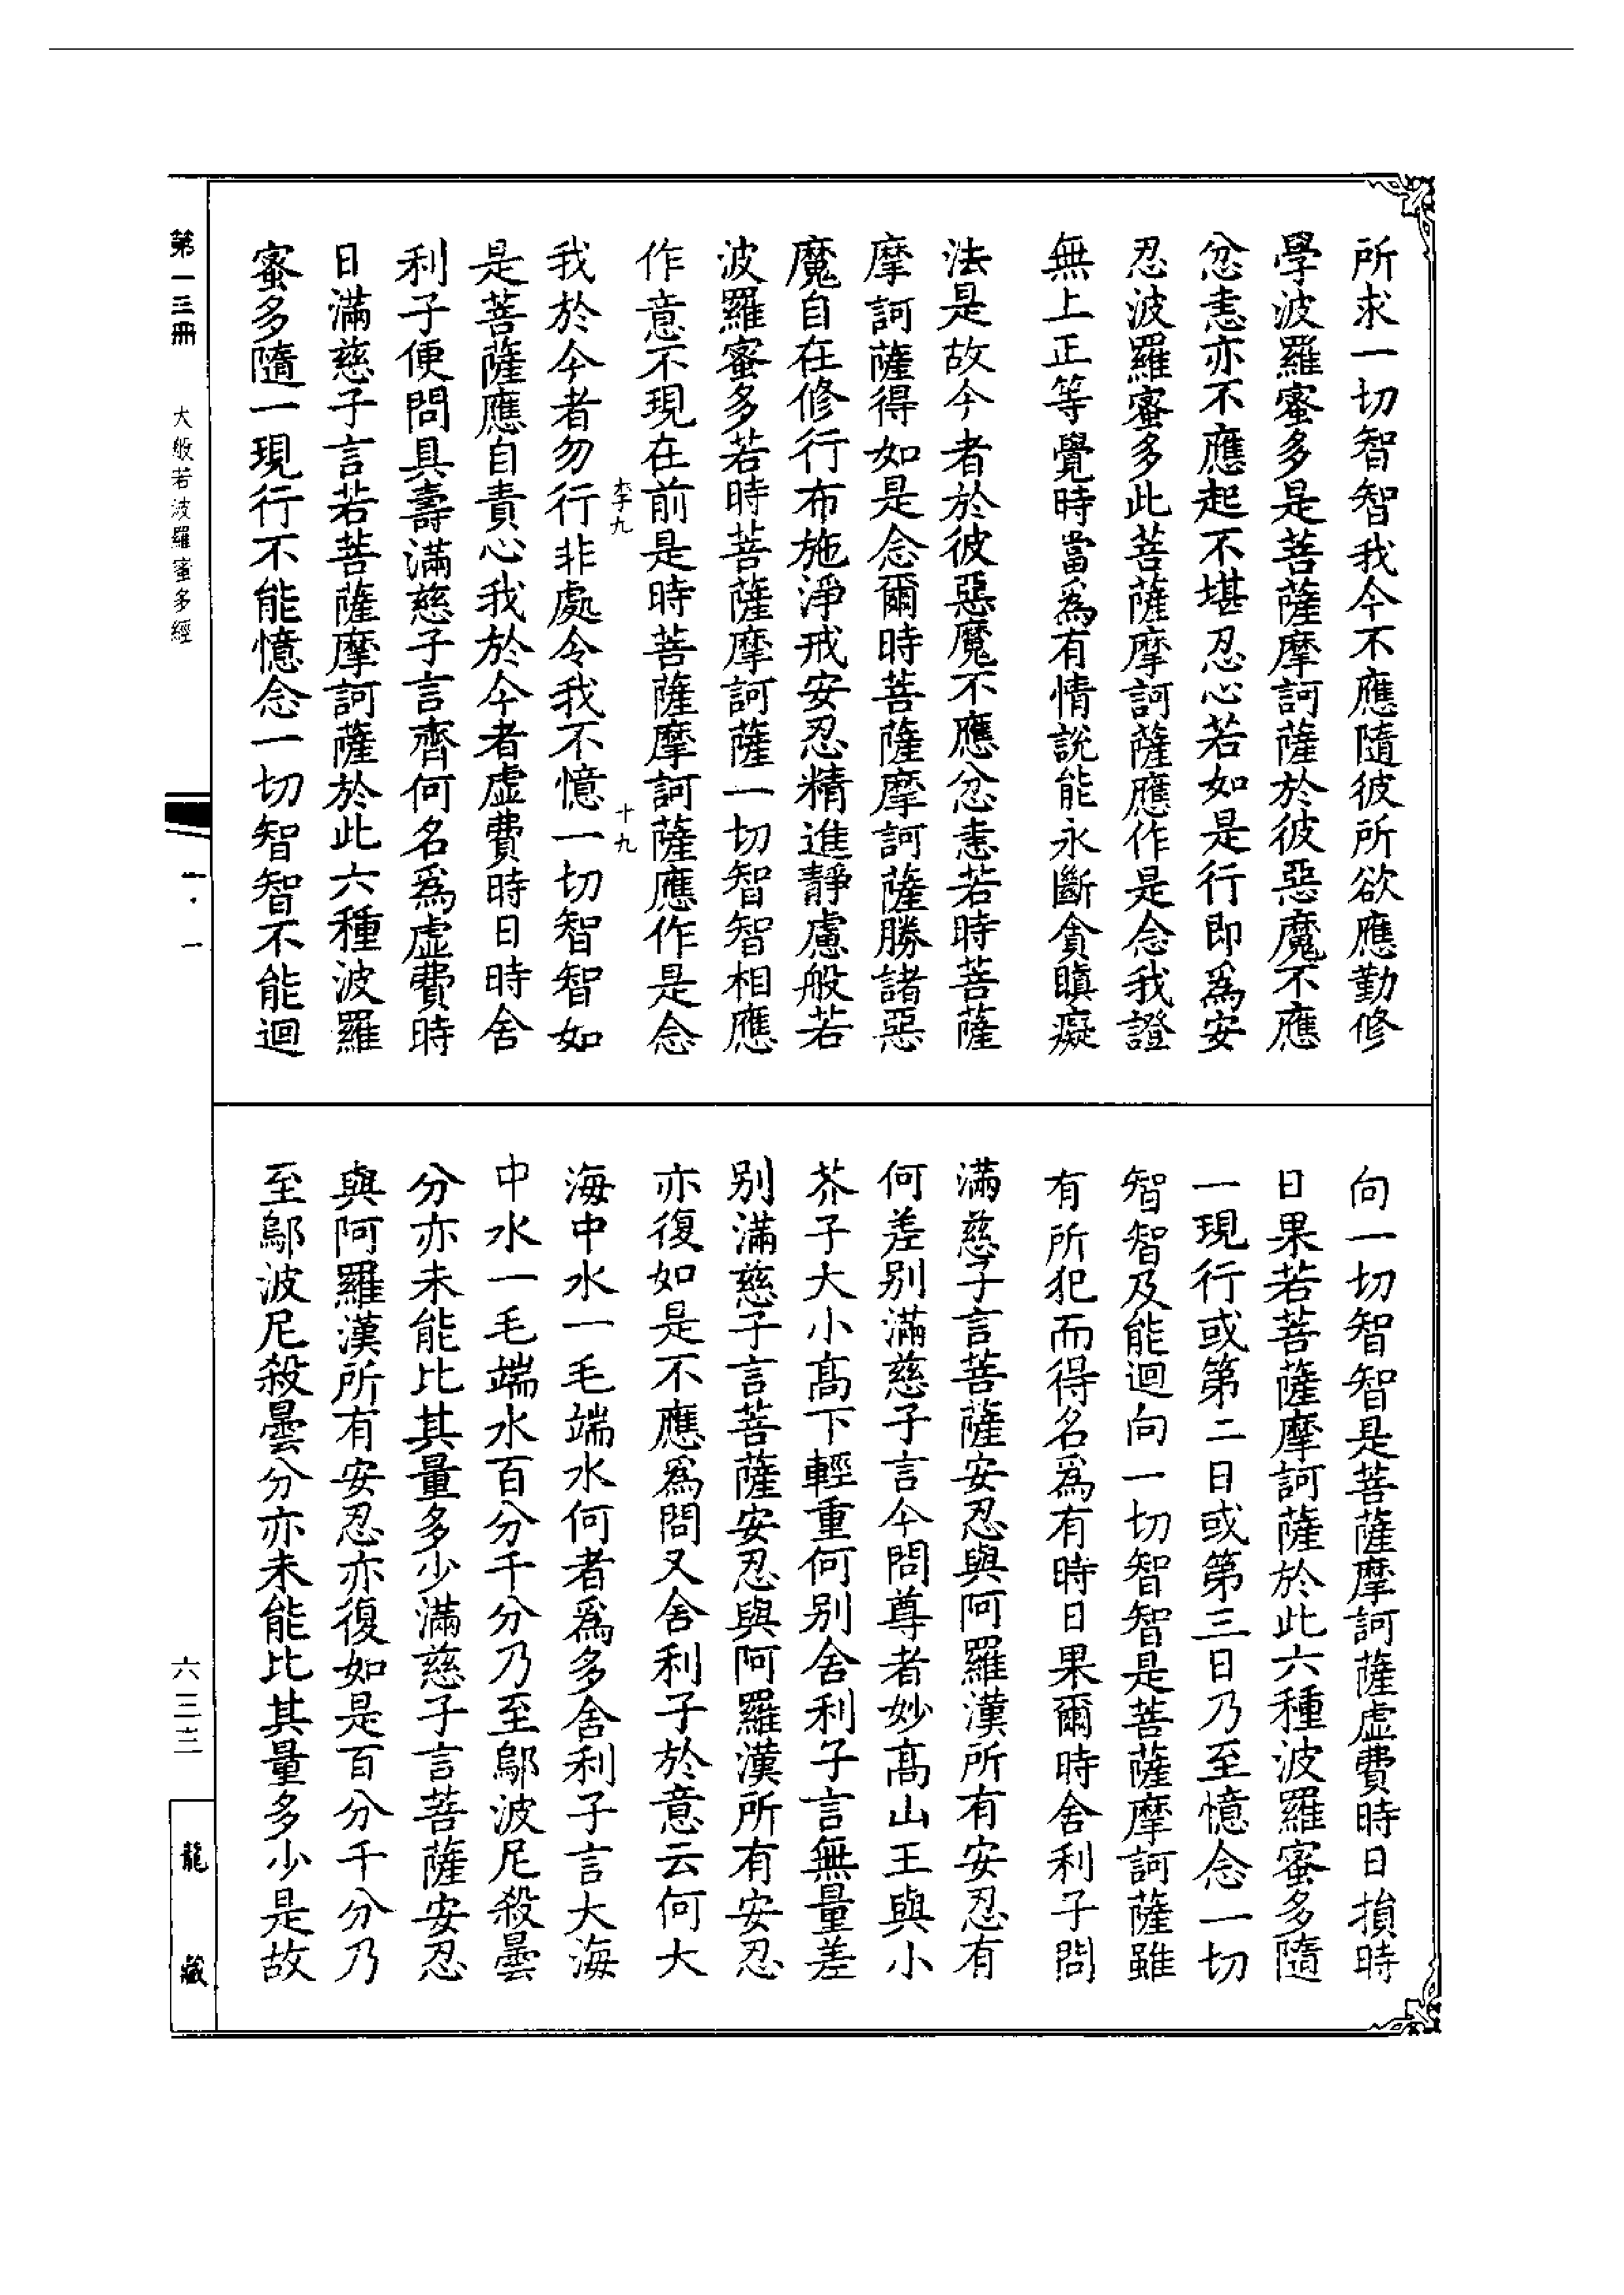 所求一切智智我今不應隨彼所欲應勤修
學波羅蜜多是菩薩摩訶薩於彼惡魔不應
忿恚亦不應起不堪忍心若如是行即為安
忍波羅蜜多此菩薩摩訶薩應作是念我證
無上正等覺時當為有情說能永斷貪瞋癡
法是故今者於彼惡魔不應忿恚若時菩薩
摩訶薩得如是念爾時菩薩摩訶薩勝諸惡
魔自在修行布施淨戒安忍精進靜慮般若
波羅蜜多若時菩薩摩訶薩一切智智相應
作意不現在前是時菩薩摩訶薩應作是念
李九 十九
我於今者勿行非處令我不憶一切智智如
是菩薩應自責心我於今者虛費時日時舍
利子便問具壽滿慈子言齊何名為虛費時
日滿慈子言若菩薩摩訶薩於此六種波羅
蜜多隨一現行不能憶念一切智智不能迴
向一切智智是菩薩摩訶薩虛費時日損時
日果若菩薩摩訶薩於此六種波羅蜜多隨
一現行或第二日或第三日乃至憶念一切
智智及能迴向一切智智是菩薩摩訶薩雖
有所犯而得名為有時日果爾時舍利子問
滿慈子言菩薩安忍與阿羅漢所有安忍有
何差別滿慈子言今問尊者妙高山王與小
芥子大小高下輕重何別舍利子言無量差
別滿慈子言菩薩安忍與阿羅漢所有安忍
亦復如是不應為問又舍利子於意云何大
海中水一毛端水何者為多舍利子言大海
中水一毛端水百分千分乃至鄔波尼殺曇
分亦未能比其量多少滿慈子言菩薩安忍
與阿羅漢所有安忍亦復如是百分千分乃
至鄔波尼殺曇分亦未能比其量多少是故
第一三冊 大般若波羅蜜多經 一·一 六三三 龍藏